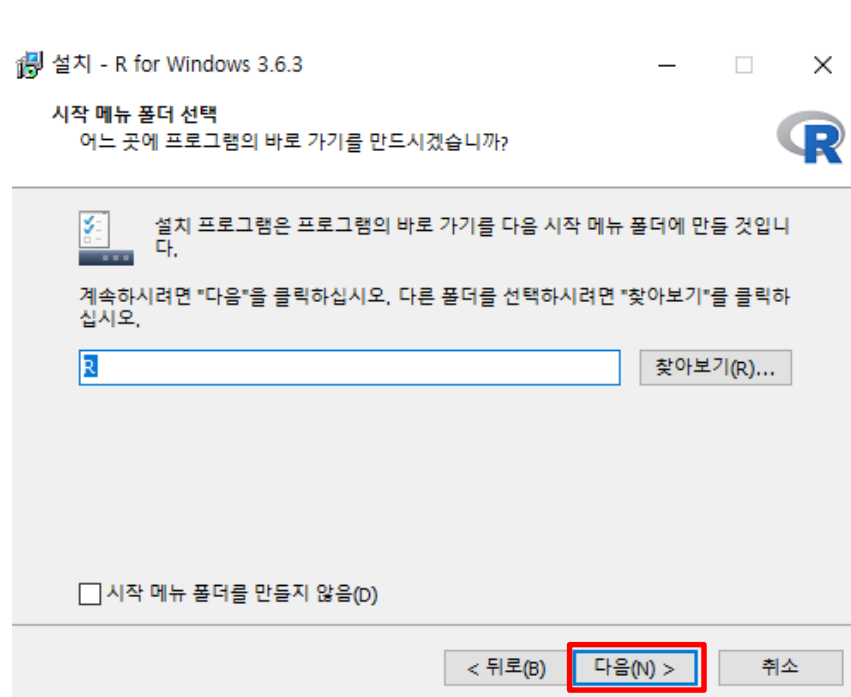 설치 - R for Windows 3.6.3
시작 메뉴 폴더 선택
어느 곳에 프로그램의 바로 가기를 만드시겠습니까?
R
설치 프로그램은 프로그램의 바로 가기를 다음 시작 메뉴 폴더에 만들 것입니
다.
계속하시려면 "다음"을 클릭하십시오. 다른 폴더를 선택하시려면 "찾아보기"를 클릭하
십시오.
R
찾아보기(R)...
시작 메뉴 폴더를 만들지 않음(D)
< 뒤로(B)
다음(N) >
취소